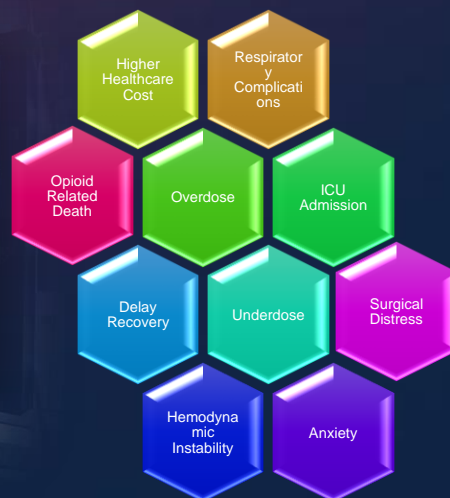 Higher
Healthcare
Cost
Respirator
y
Complicati
ons
Opioid
Related
Death
Overdose
ICU
Admission
Delay
Recovery
Underdose
Surgical
Distress
Hemodyna
mic
Instability
Anxiety